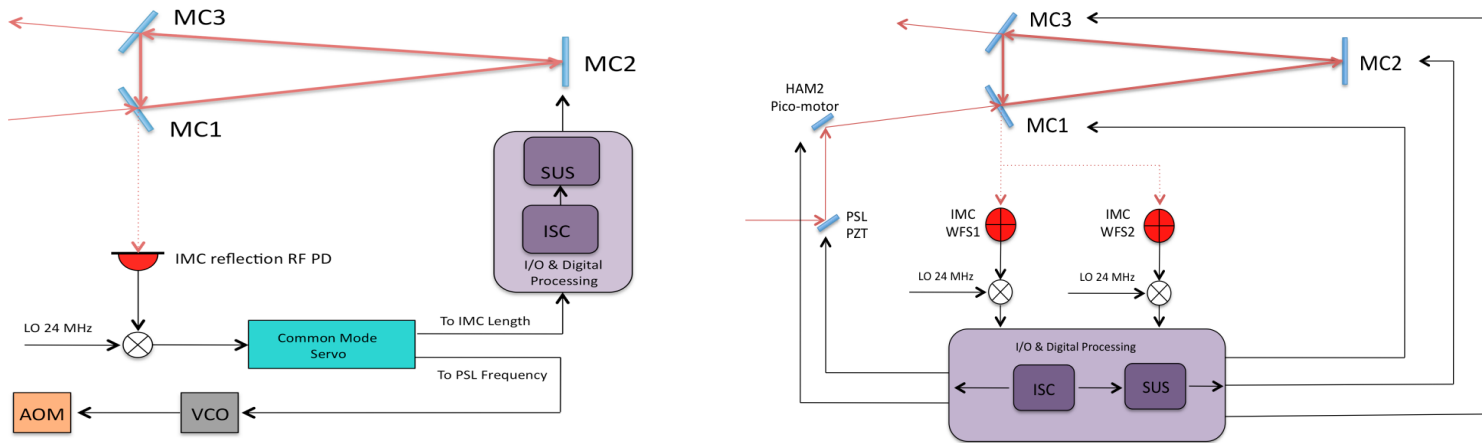 MC3
MC2
MC1
SUS
ISC
I/O & Digital
Processing
IMC reflection RF PD
LO 24 MHz
Common Mode
Servo
To IMC Length
To PSL Frequency
AOM
VCO
MC3
MC2
HAM2
Pico-motor
MC1
PSL
PZT
IMC
WFS1
IMC
WFS2
LO 24 MHz
LO 24 MHz
I/O & Digital Processing
ISC
SUS